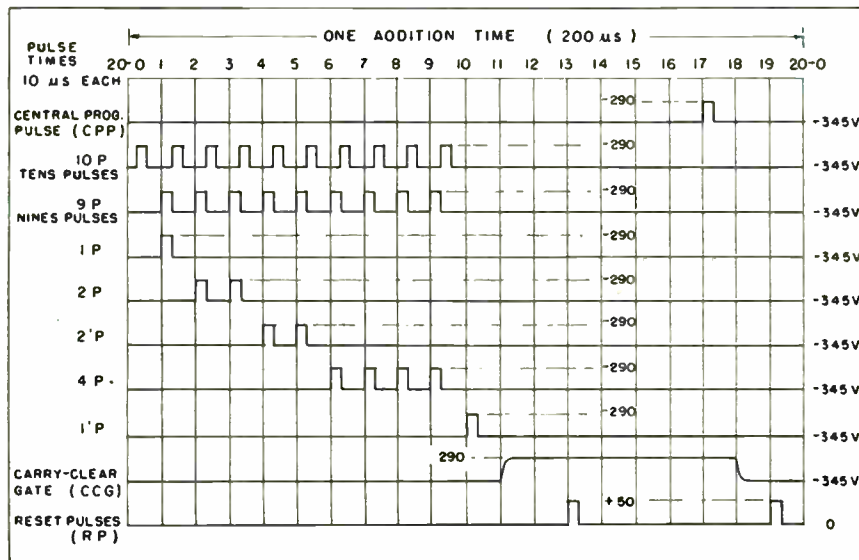 ONE ADDITION TIME ( 200 µs )
PULSE TIMES
20-0 1 2 3 4 5 6 7 8 9 10 11 12 13 14 15 16 17 18 19 20-0
10 µs EACH
CENTRAL PROG. PULSE (CPP)
-290
-345V
10 P
TENS PULSES
-290
-345V
9 P
NINES PULSES
-290
-345V
1 P
-290
-345V
2 P
-290
-345V
2'P
-290
-345V
4 P.
-290
-345V
1'P
-290
-345V
CARRY-CLEAR GATE (CCG)
290
-345V
RESET PULSES (RP)
+50
0